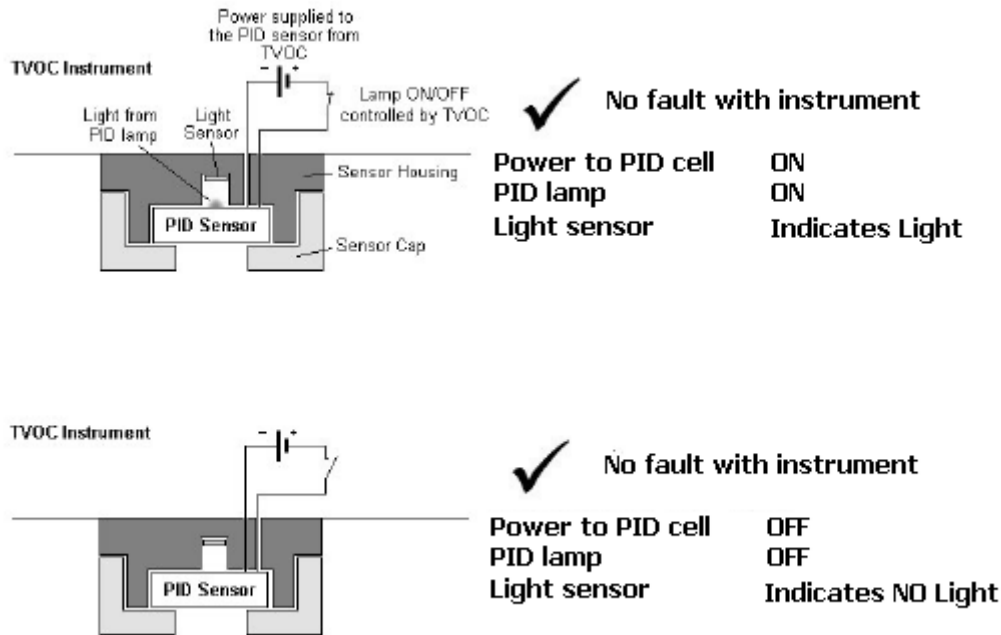 Power supplied to
the PID sensor from
TVOC
TVOC Instrument
- +
Lamp ON/OFF
controlled by TVOC
Light from
PID lamp
Light
Sensor
Sensor Housing
PID Sensor
Sensor Cap
No fault with instrument
Power to PID cell ON
PID lamp ON
Light sensor Indicates Light
TVOC Instrument
- +
PID Sensor
No fault with instrument
Power to PID cell OFF
PID lamp OFF
Light sensor Indicates NO Light